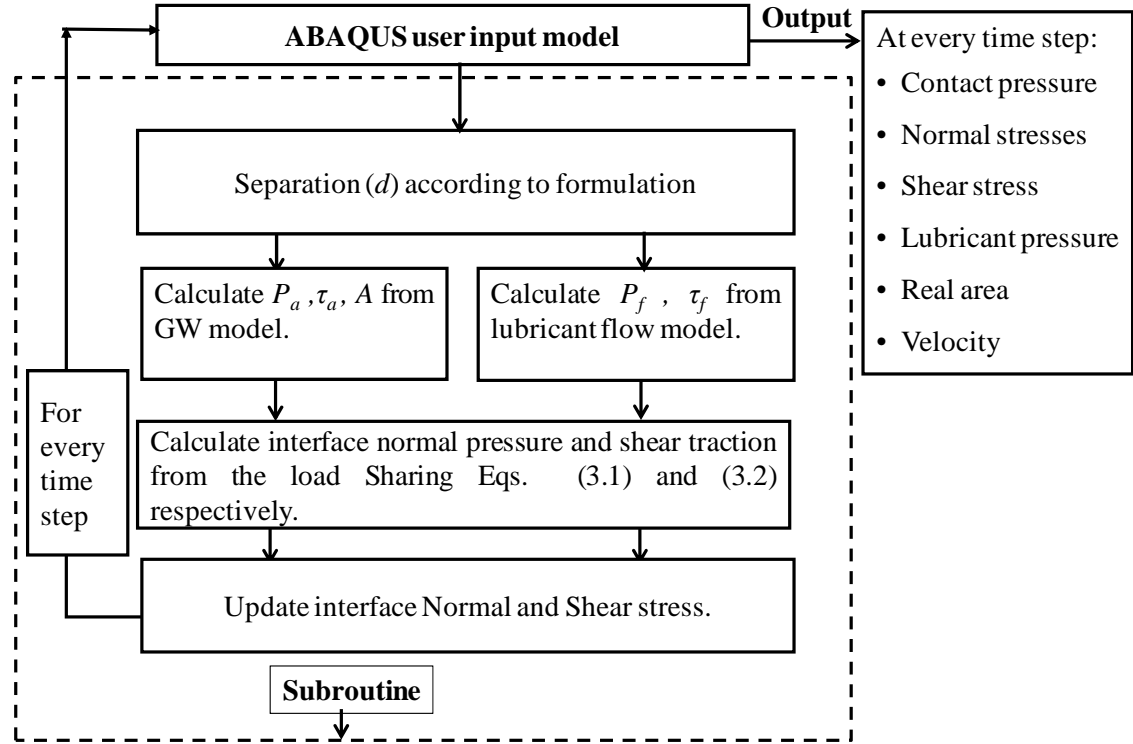 ABAQUS user input model
Output
At every time step:
• Contact pressure
• Normal stresses
• Shear stress
• Lubricant pressure
• Real area
• Velocity
Separation (d) according to formulation
Calculate P_a ,τ_a, A from
GW model.
Calculate P_f , τ_f from
lubricant flow model.
For
every
time
step
Calculate interface normal pressure and shear traction
from the load Sharing Eqs. (3.1) and (3.2)
respectively.
Update interface Normal and Shear stress.
Subroutine